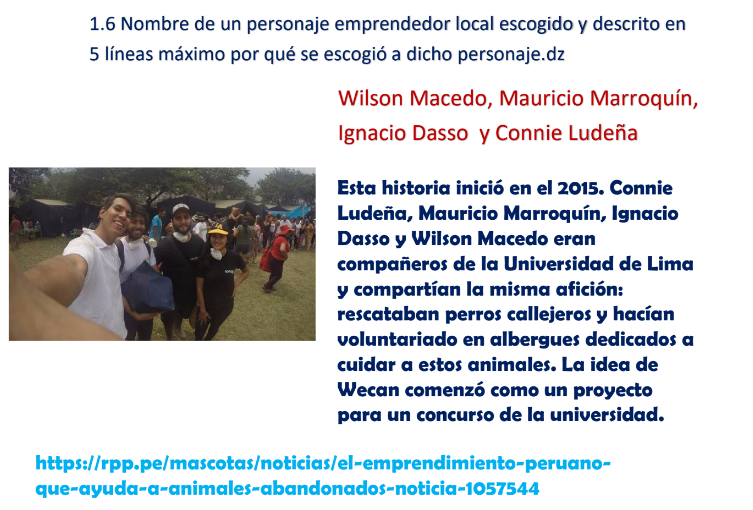 1.6 Nombre de un personaje emprendedor local escogido y descrito en
5 líneas máximo por qué se escogió a dicho personaje.dz
Wilson Macedo, Mauricio Marroquín,
Ignacio Dasso y Connie Ludeña
Esta historia inició en el 2015. Connie
Ludeña, Mauricio Marroquín, Ignacio
Dasso y Wilson Macedo eran
compañeros de la Universidad de Lima
y compartían la misma afición:
rescataban perros callejeros y hacían
voluntariado en albergues dedicados a
cuidar a estos animales. La idea de
Wecan comenzó como un proyecto
para un concurso de la universidad.
https://rpp.pe/mascotas/noticias/el-emprendimiento-peruano-
que-ayuda-a-animales-abandonados-noticia-1057544